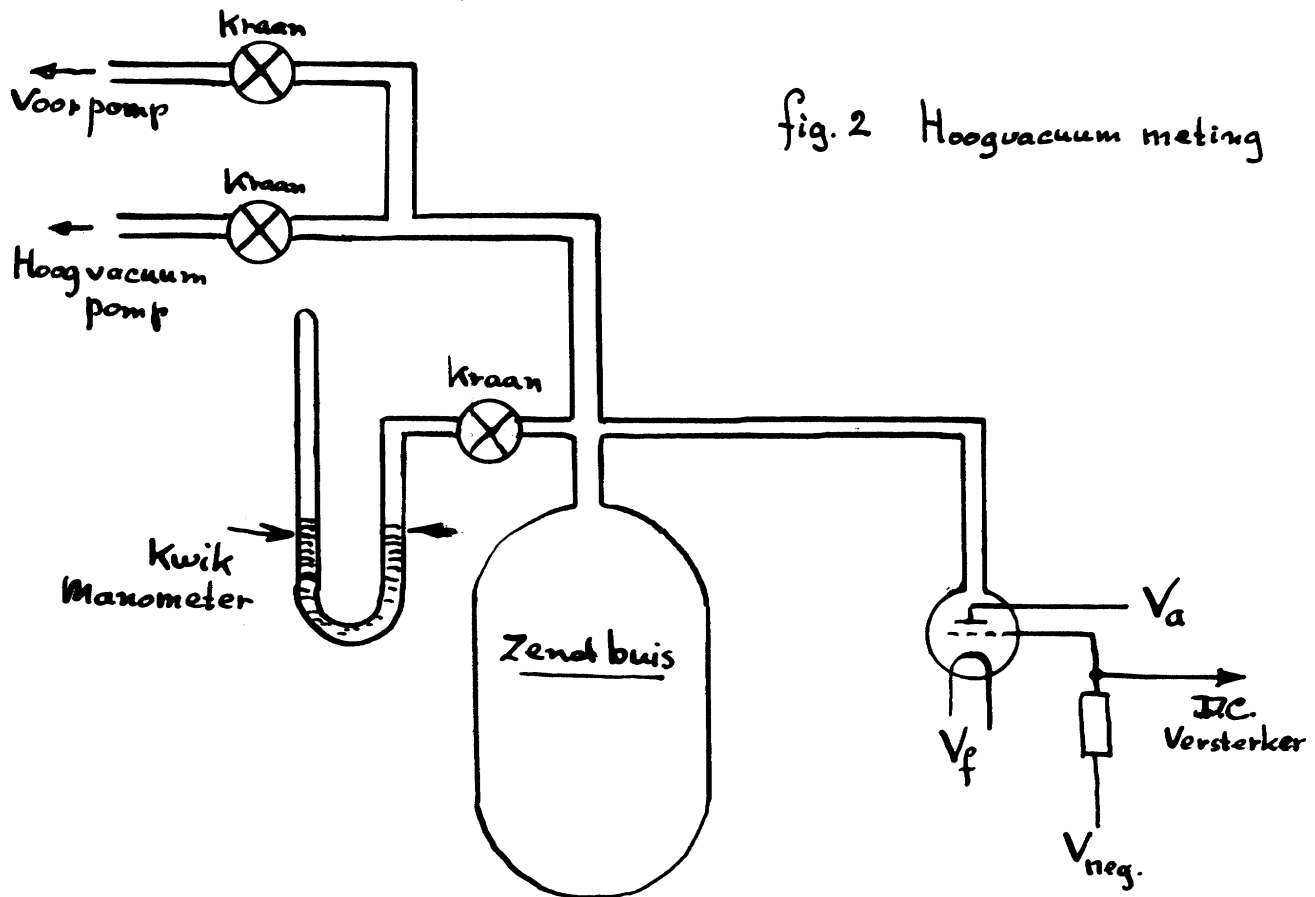 Kraan
Voorpomp
fig. 2 Hoogvacuum meting
Kraan
Hoogvacuum
pomp
Kraan
Kwik
Manometer
Zendbuis
Va
Vf
D.C.
Versterker
Vneg.